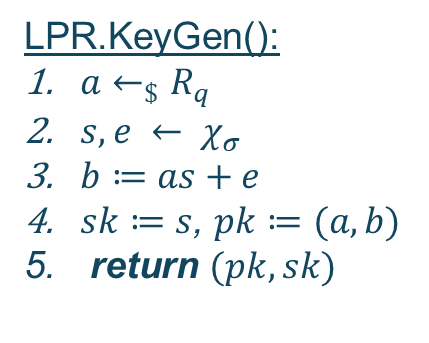 LPR.KeyGen():
1. a ←$ R_q
2. s, e ← χ_σ
3. b ≔ as + e
4. sk ≔ s, pk ≔ (a, b)
5. return (pk, sk)